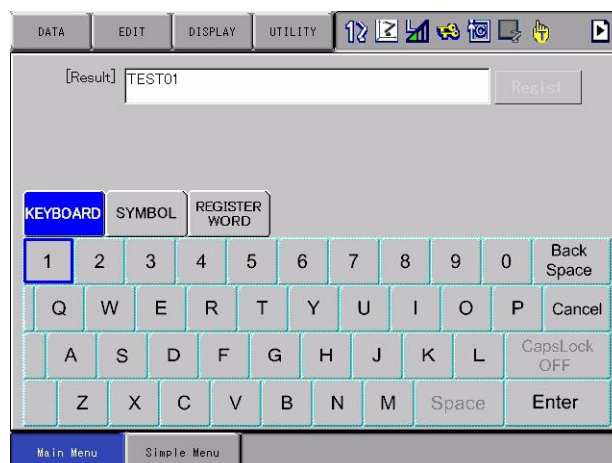 DATA EDIT DISPLAY UTILITY
[Result] TEST01 Regist
KEYBOARD SYMBOL REGISTER
WORD
1 2 3 4 5 6 7 8 9 0 Back
Space
Q W E R T Y U I O P Cancel
A S D F G H J K L CapsLock
OFF
Z X C V B N M Space Enter
Main Menu Simple Menu